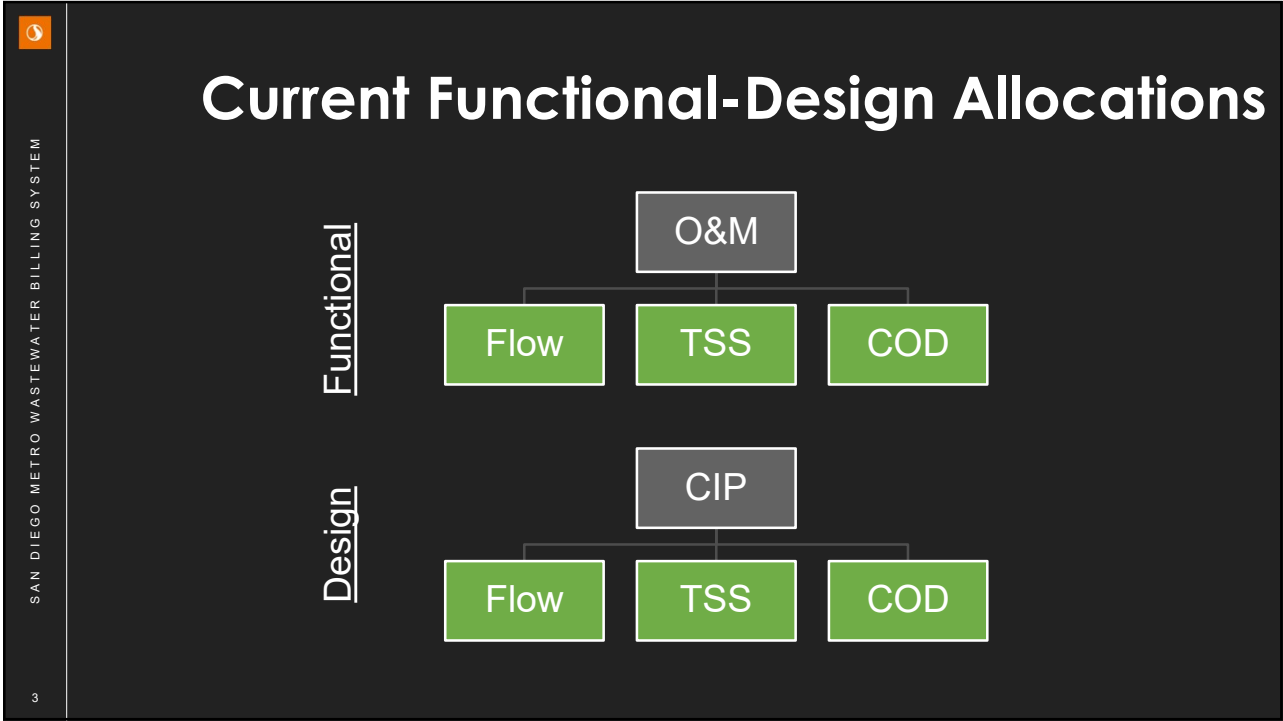 Current Functional-Design Allocations
SAN DIEGO METRO WASTEWATER BILLING SYSTEM
Functional
O&M
Flow
TSS
COD
Design
CIP
Flow
TSS
COD
3